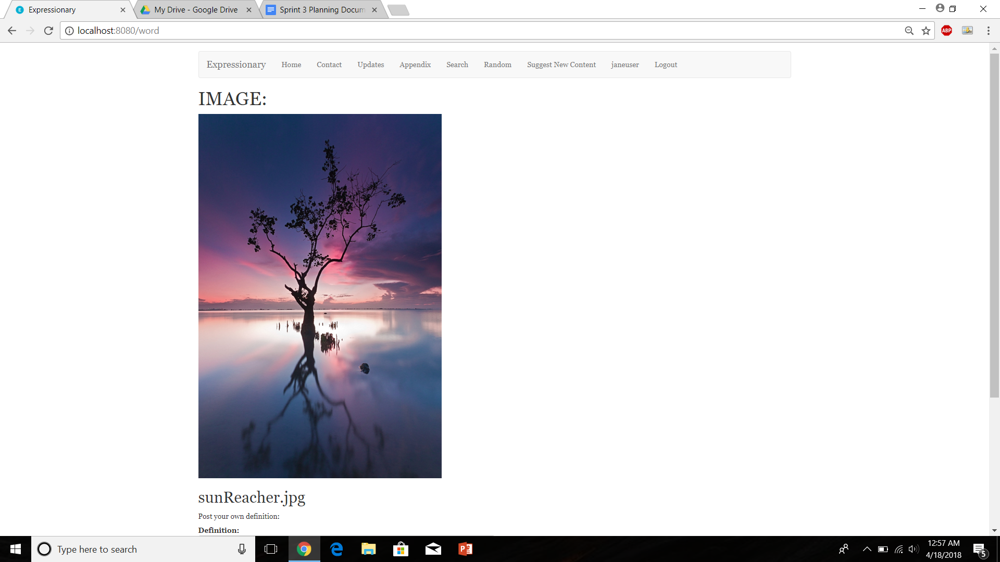 Expressionary
My Drive - Google Drive
Sprint 3 Planning Docum
localhost:8080/word
ABP
Expressionary Home Contact Updates Appendix Search Random Suggest New Content janeuser Logout
IMAGE:
sunReacher.jpg
Post your own definition:
Definition:
Type here to search
12:57 AM
4/18/2018
5